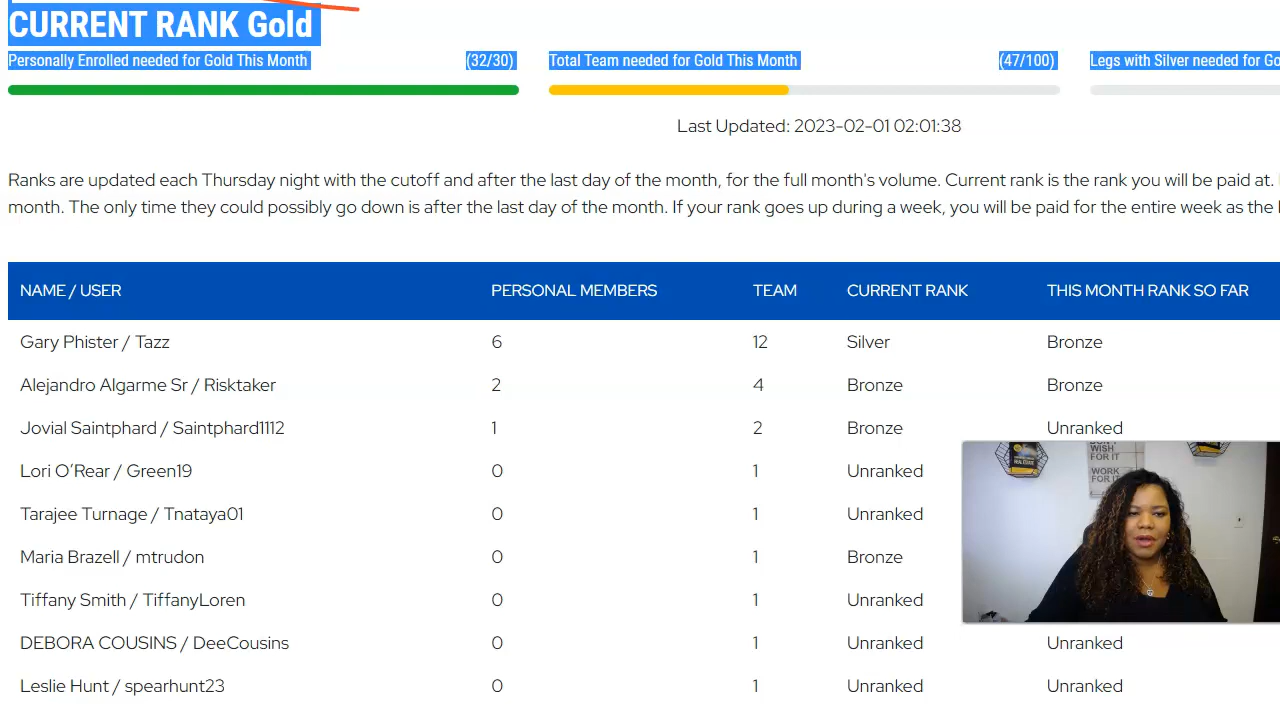 CURRENT RANK Gold
Personally Enrolled needed for Gold This Month (32/30) Total Team needed for Gold This Month (47/100) Legs with Silver needed for Go
Last Updated: 2023-02-01 02:01:38
Ranks are updated each Thursday night with the cutoff and after the last day of the month, for the full month's volume. Current rank is the rank you will be paid at.
month. The only time they could possibly go down is after the last day of the month. If your rank goes up during a week, you will be paid for the entire week as the
NAME / USER PERSONAL MEMBERS TEAM CURRENT RANK THIS MONTH RANK SO FAR
Gary Phister / Tazz 6 12 Silver Bronze
Alejandro Algarme Sr / Risktaker 2 4 Bronze Bronze
Jovial Saintphard / Saintphard1112 1 2 Bronze Unranked
Lori O'Rear / Green19 0 1 Unranked
Tarajee Turnage / Tnataya01 0 1 Unranked
Maria Brazell / mtrudon 0 1 Bronze
Tiffany Smith / TiffanyLoren 0 1 Unranked
DEBORA COUSINS / DeeCousins 0 1 Unranked Unranked
Leslie Hunt / spearhunt23 0 1 Unranked Unranked
WISH
FOR IT
WORK
FOR IT
REAL ESTATE